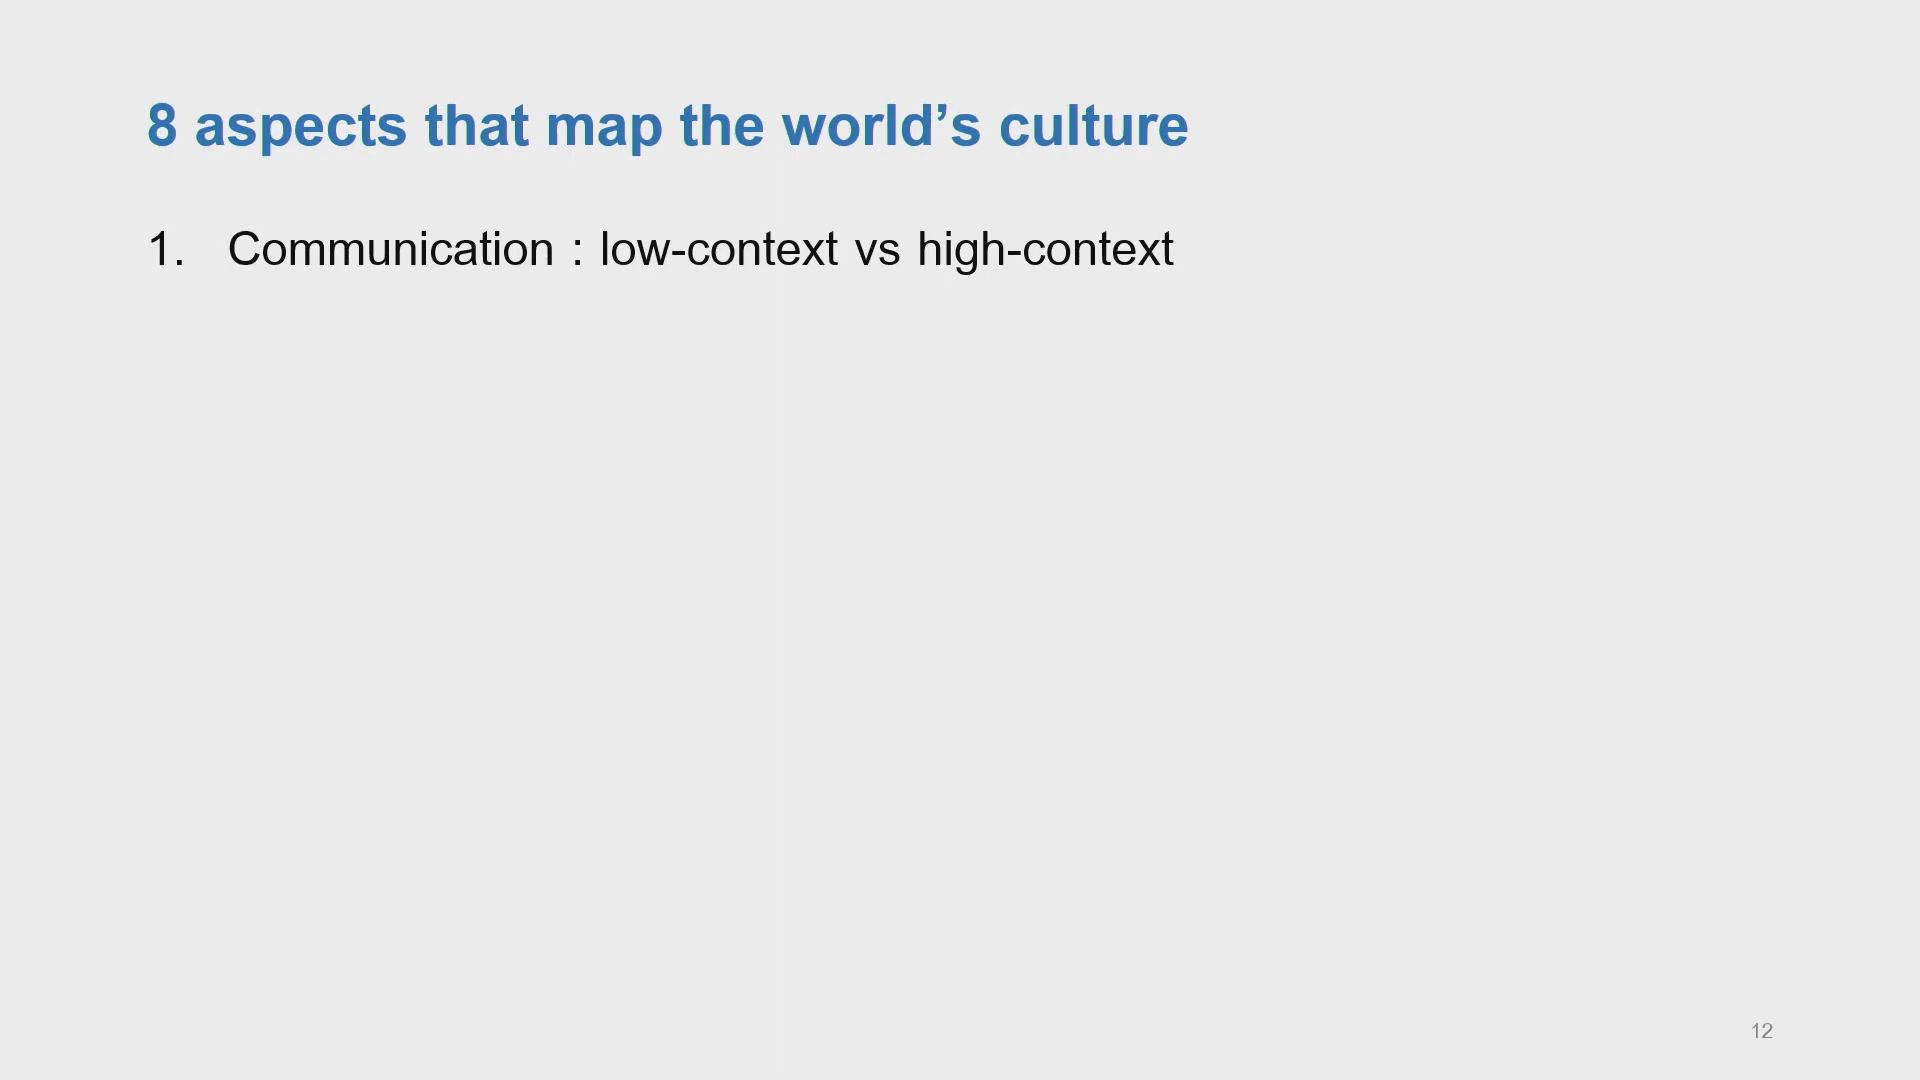 8 aspects that map the world’s culture
1. Communication : low-context vs high-context
12